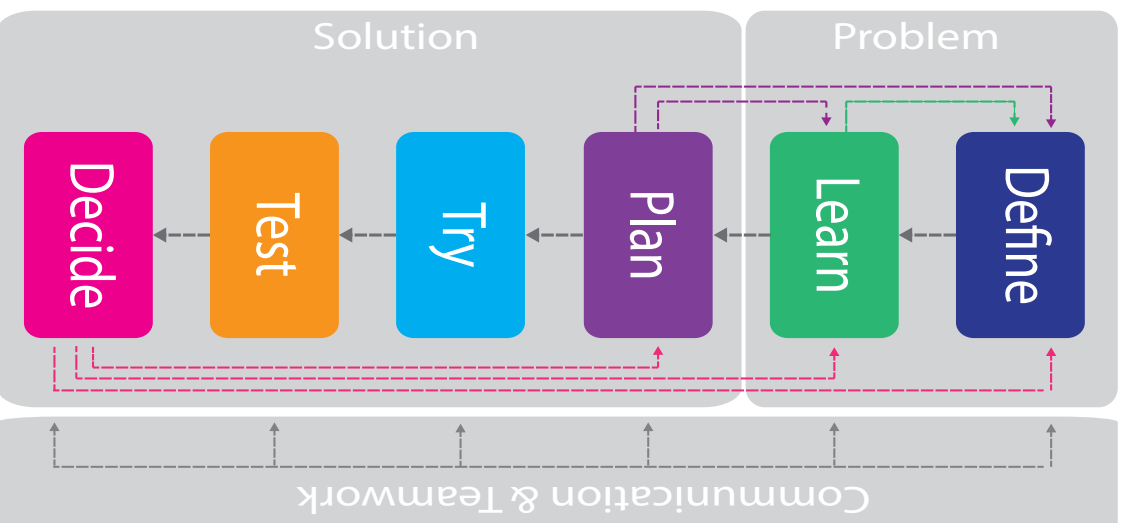 Solution
Problem
Decide
Test
Try
Plan
Learn
Define
Communication & Teamwork